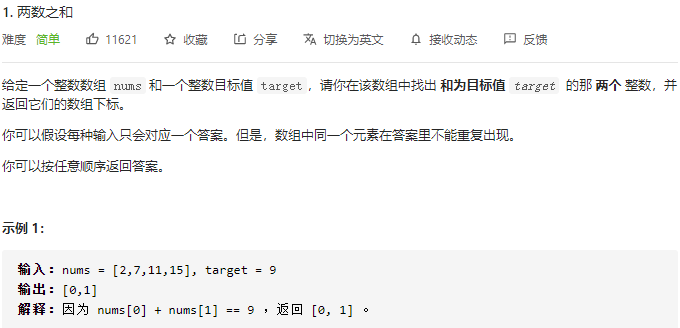 1. 两数之和
难度 简单 11621 收藏 分享 切换为英文 接收动态 反馈
给定一个整数数组 nums 和一个整数目标值 target，请你在该数组中找出 和为目标值 target 的那 两个 整数，并
返回它们的数组下标。
你可以假设每种输入只会对应一个答案。但是，数组中同一个元素在答案里不能重复出现。
你可以按任意顺序返回答案。
示例 1：
输入：nums = [2,7,11,15], target = 9
输出：[0,1]
解释：因为 nums[0] + nums[1] == 9 ，返回 [0, 1] 。